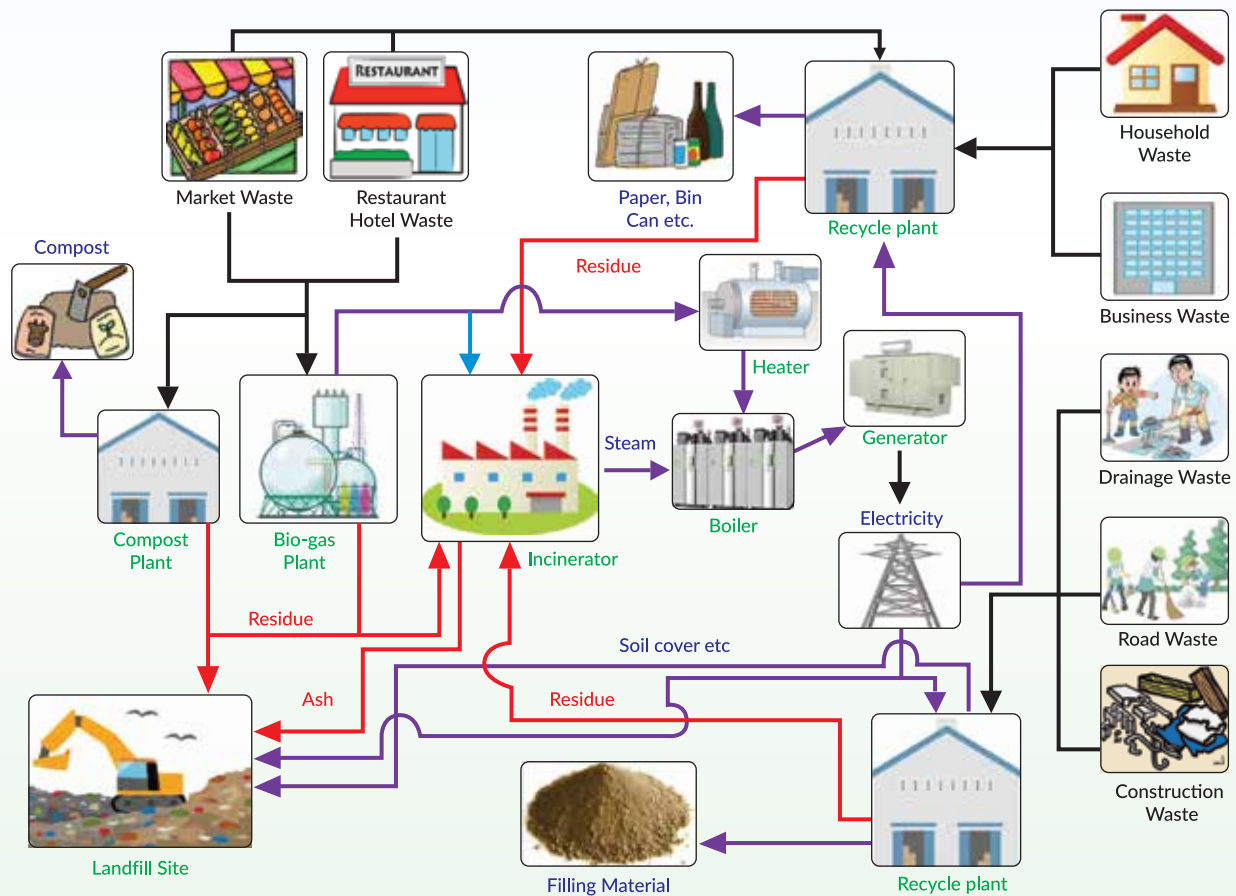 RESTAURANT
Market Waste
Restaurant
Hotel Waste
Paper, Bin
Can etc.
Recycle plant
Household
Waste
Business Waste
Compost
Residue
Heater
Generator
Steam
Boiler
Electricity
Drainage Waste
Compost
Plant
Bio-gas
Plant
Incinerator
Residue
Soil cover etc
Road Waste
Ash
Residue
Construction
Waste
Landfill Site
Filling Material
Recycle plant